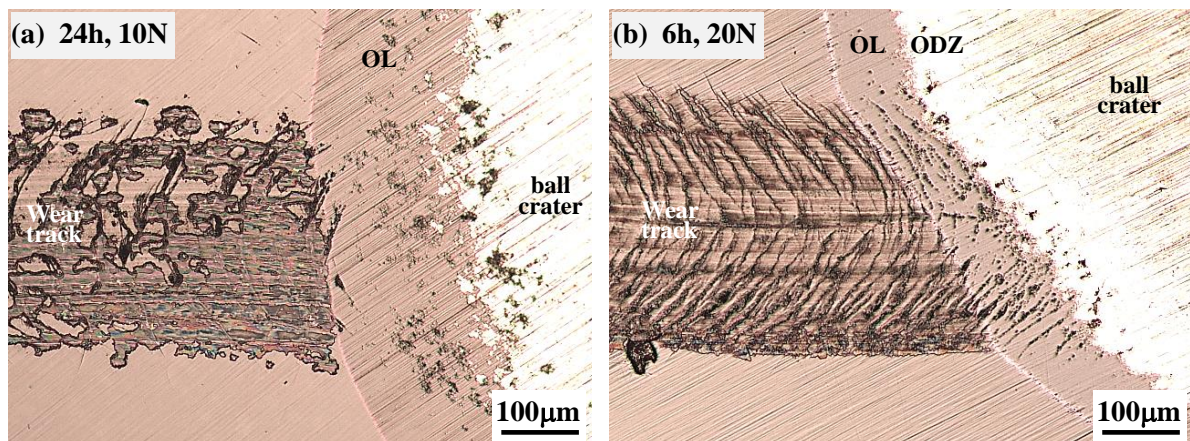 (a) 24h, 10N
OL
ball
crater
Wear
track
100μm
(b) 6h, 20N
OL
ODZ
ball
crater
Wear
track
100μm